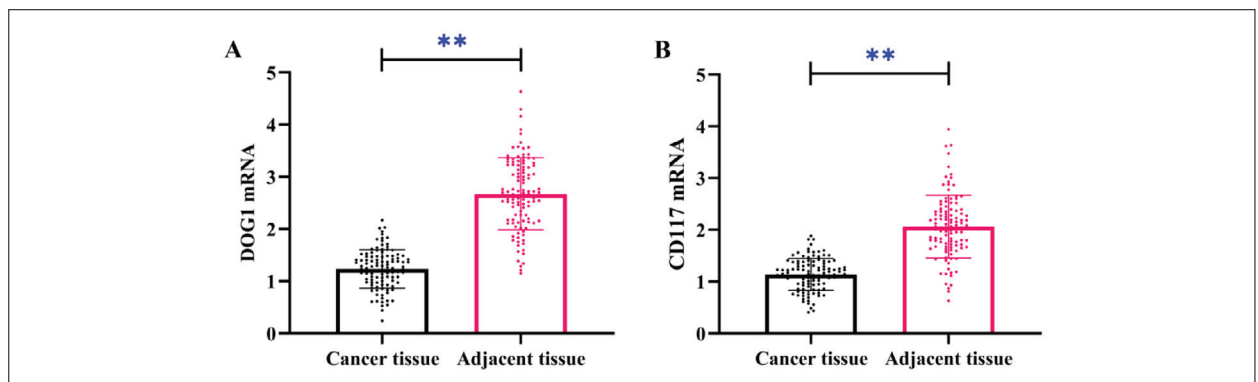 A
**
5
4
3
2
1
0
DOG1 mRNA
Cancer tissue
Adjacent tissue
B
**
5
4
3
2
1
0
CD117 mRNA
Cancer tissue
Adjacent tissue